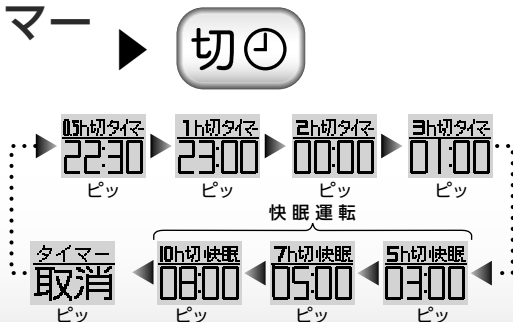 マー
切
0.5h切タイマ 1h切タイマ 2h切タイマ 3h切タイマ
22:30 23:00 00:00 01:00
ピッ ピッ ピッ ピッ
快眠運転
タイマー 10h切快眠 7h切快眠 5h切快眠
取消 08:00 05:00 03:00
ピッ ピッ ピッ ピッ